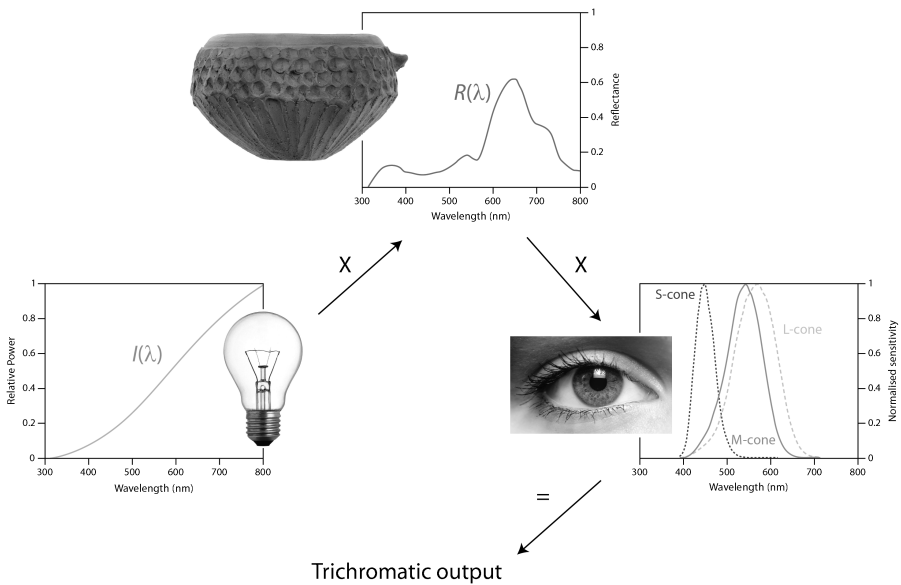 1
0.8
0.6
0.4
0.2
0
R(λ)
Reflectance
300 400 500 600 700 800
Wavelength (nm)
X
X
1
0.8
0.6
0.4
0.2
0
I(λ)
Relative Power
300 400 500 600 700 800
Wavelength (nm)
S-cone
L-cone
M-cone
1
0.8
0.6
0.4
0.2
0
Normalised sensitivity
300 400 500 600 700 800
Wavelength (nm)
=
Trichromatic output